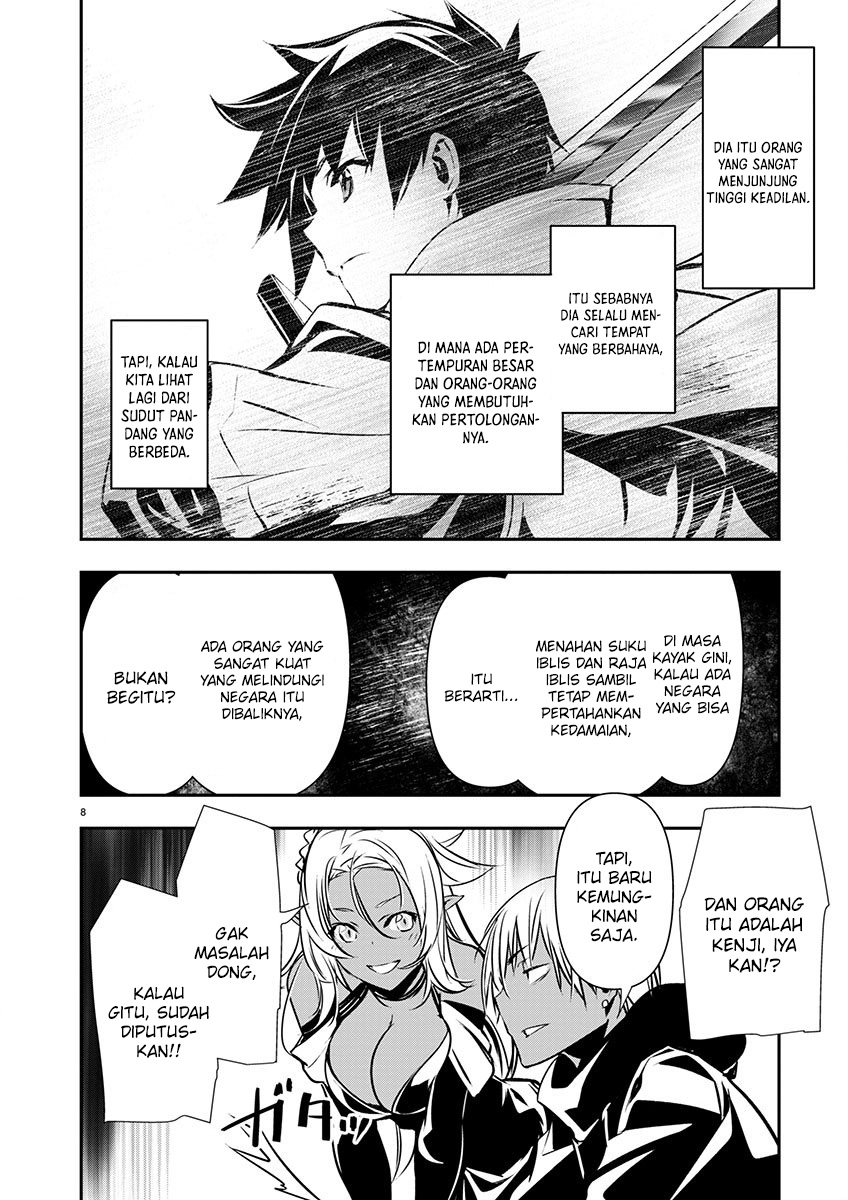 DIA ITU ORANG
YANG SANGAT
MENJUNJUNG
TINGGI KEADILAN.
ITU SEBABNYA
DIA SELALU MEN-
CARI TEMPAT
YANG BERBAHAYA,
DI MANA ADA PER-
TEMPURAN BESAR
DAN ORANG-ORANG
YANG MEMBUTUH-
KAN PERTOLONGAN-
NYA.
TAPI, KALAU
KITA LIHAT
LAGI DARI
SUDUT PAN-
DANG YANG
BERBEDA.
DI MASA
KAYAK GINI,
KALAU ADA
NEGARA
YANG BISA
MENAHAN SUKU
IBLIS DAN RAJA
IBLIS SAMBIL
TETAP MEM-
PERTAHANKAN
KEDAMAIAN,
ITU
BERARTI...
ADA ORANG YANG
SANGAT KUAT
YANG MELINDUNGI
NEGARA ITU
DIBALIKNYA,
BUKAN
BEGITU?
8
DAN ORANG
ITU ADALAH
KENJI, IYA
KAN!?
TAPI,
ITU BARU
KEMUNG-
KINAN
SAJA.
GAK
MASALAH
DONG,
KALAU
GITU, SUDAH
DIPUTUS-
KAN!!
ガタッ